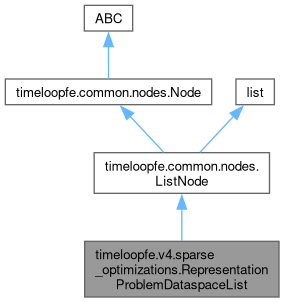 ABC
timeloopfe.common.nodes.Node
list
timeloopfe.common.nodes.
ListNode
timeloopfe.v4.sparse
_optimizations.Representation
ProblemDataspaceList